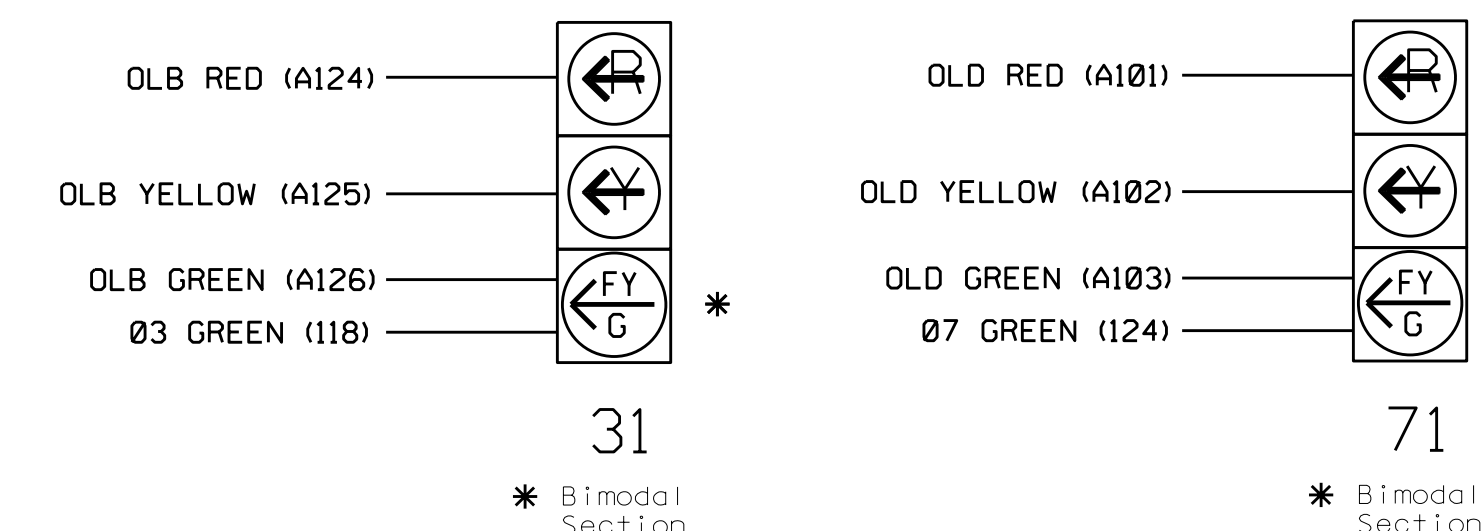 OLB RED (A124)
R
OLB YELLOW (A125)
Y
OLB GREEN (A126)
FY
Ø3 GREEN (118)
G
*
31
* Bimodal
Section
OLD RED (A1Ø1)
R
OLD YELLOW (A1Ø2)
Y
OLD GREEN (A1Ø3)
FY
Ø7 GREEN (124)
G
71
* Bimodal
Section